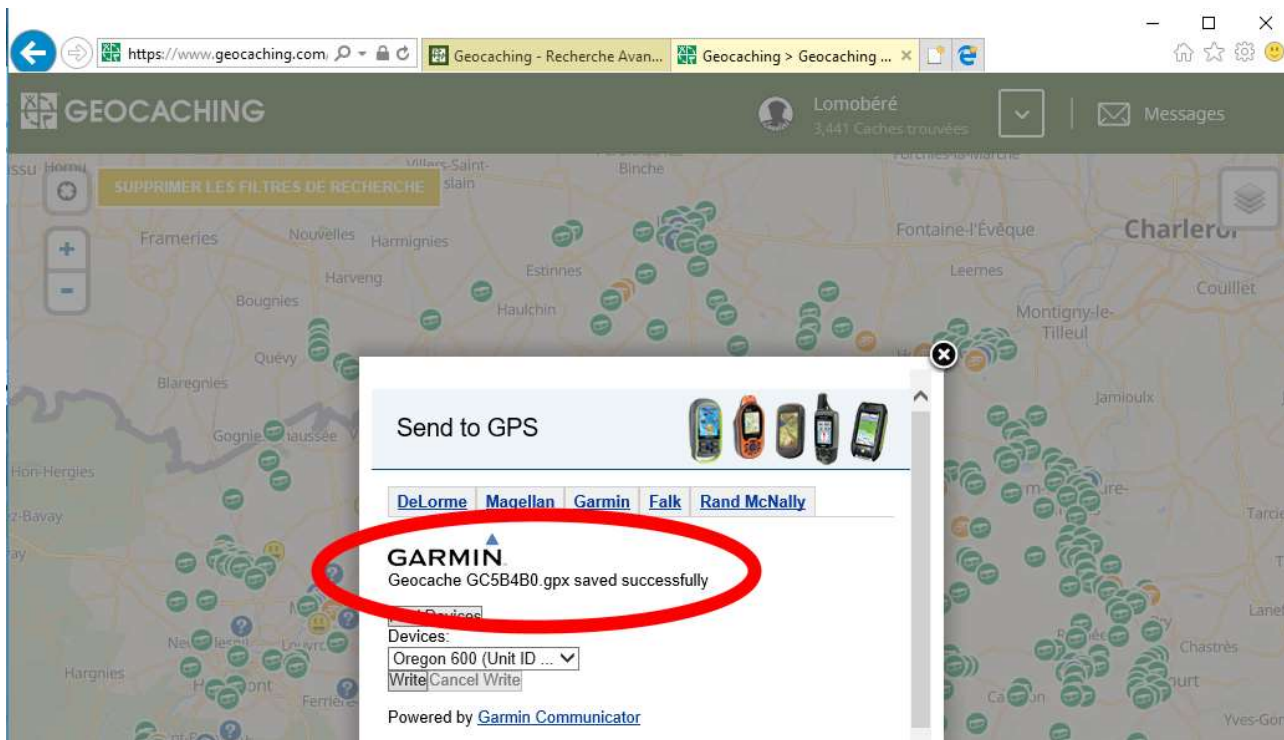 https://www.geocaching.com/
Geocaching - Recherche Avan...
Geocaching > Geocaching ...
GEOCACHING
Lomobéré
3,441 Caches trouvées
Messages
Villers-Saint-
Binche
SUPPRIMER LES FILTRES DE RECHERCHE
Frameries
Nouvelles
Harmignies
Fontaine-l'Évêque
Charleroi
Harveng
Estinnes
Leernes
Couillet
Bougnies
Haulchin
Montigny-le-
Tilleul
Quévy
Blaregnies
Jamioulx
Send to GPS
Hon-Hergies
DeLorme Magellan Garmin Falk Rand McNally
GARMIN
Geocache GC5B4B0.gpx saved successfully
Devices:
Oregon 600 (Unit ID ...
Write Cancel Write
Chastrès
Hargnies
Powered by Garmin Communicator